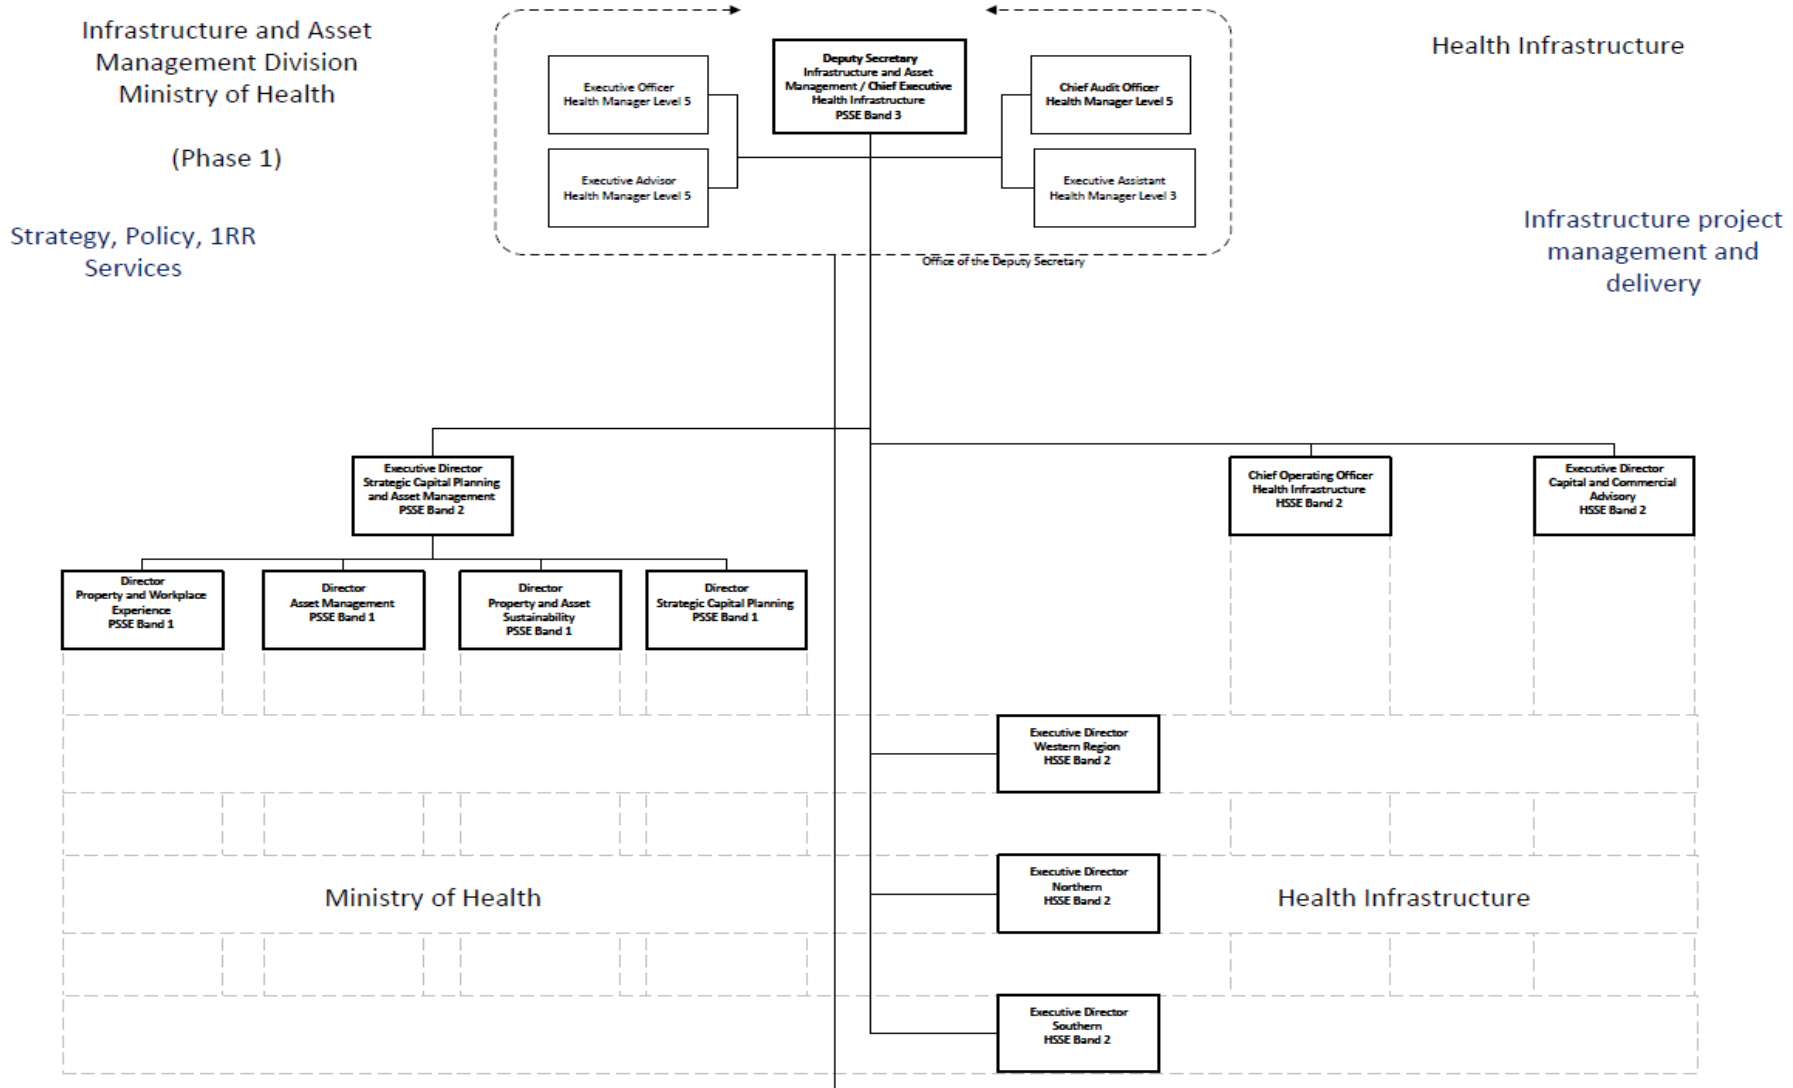 Infrastructure and Asset
Management Division
Ministry of Health
(Phase 1)
Strategy, Policy, 1RR
Services
Executive Officer
Health Manager Level 5
Executive Advisor
Health Manager Level 5
Deputy Secretary
Infrastructure and Asset
Management / Chief Executive
Health Infrastructure
PSSE Band 3
Chief Audit Officer
Health Manager Level 5
Executive Assistant
Health Manager Level 3
Office of the Deputy Secretary
Health Infrastructure
Infrastructure project
management and
delivery
Executive Director
Strategic Capital Planning
and Asset Management
PSSE Band 2
Chief Operating Officer
Health Infrastructure
HSSE Band 2
Executive Director
Capital and Commercial
Advisory
HSSE Band 2
Director
Property and Workplace
Experience
PSSE Band 1
Director
Asset Management
PSSE Band 1
Director
Property and Asset
Sustainability
PSSE Band 1
Director
Strategic Capital Planning
PSSE Band 1
Executive Director
Western Region
HSSE Band 2
Ministry of Health
Executive Director
Northern
HSSE Band 2
Health Infrastructure
Executive Director
Southern
HSSE Band 2